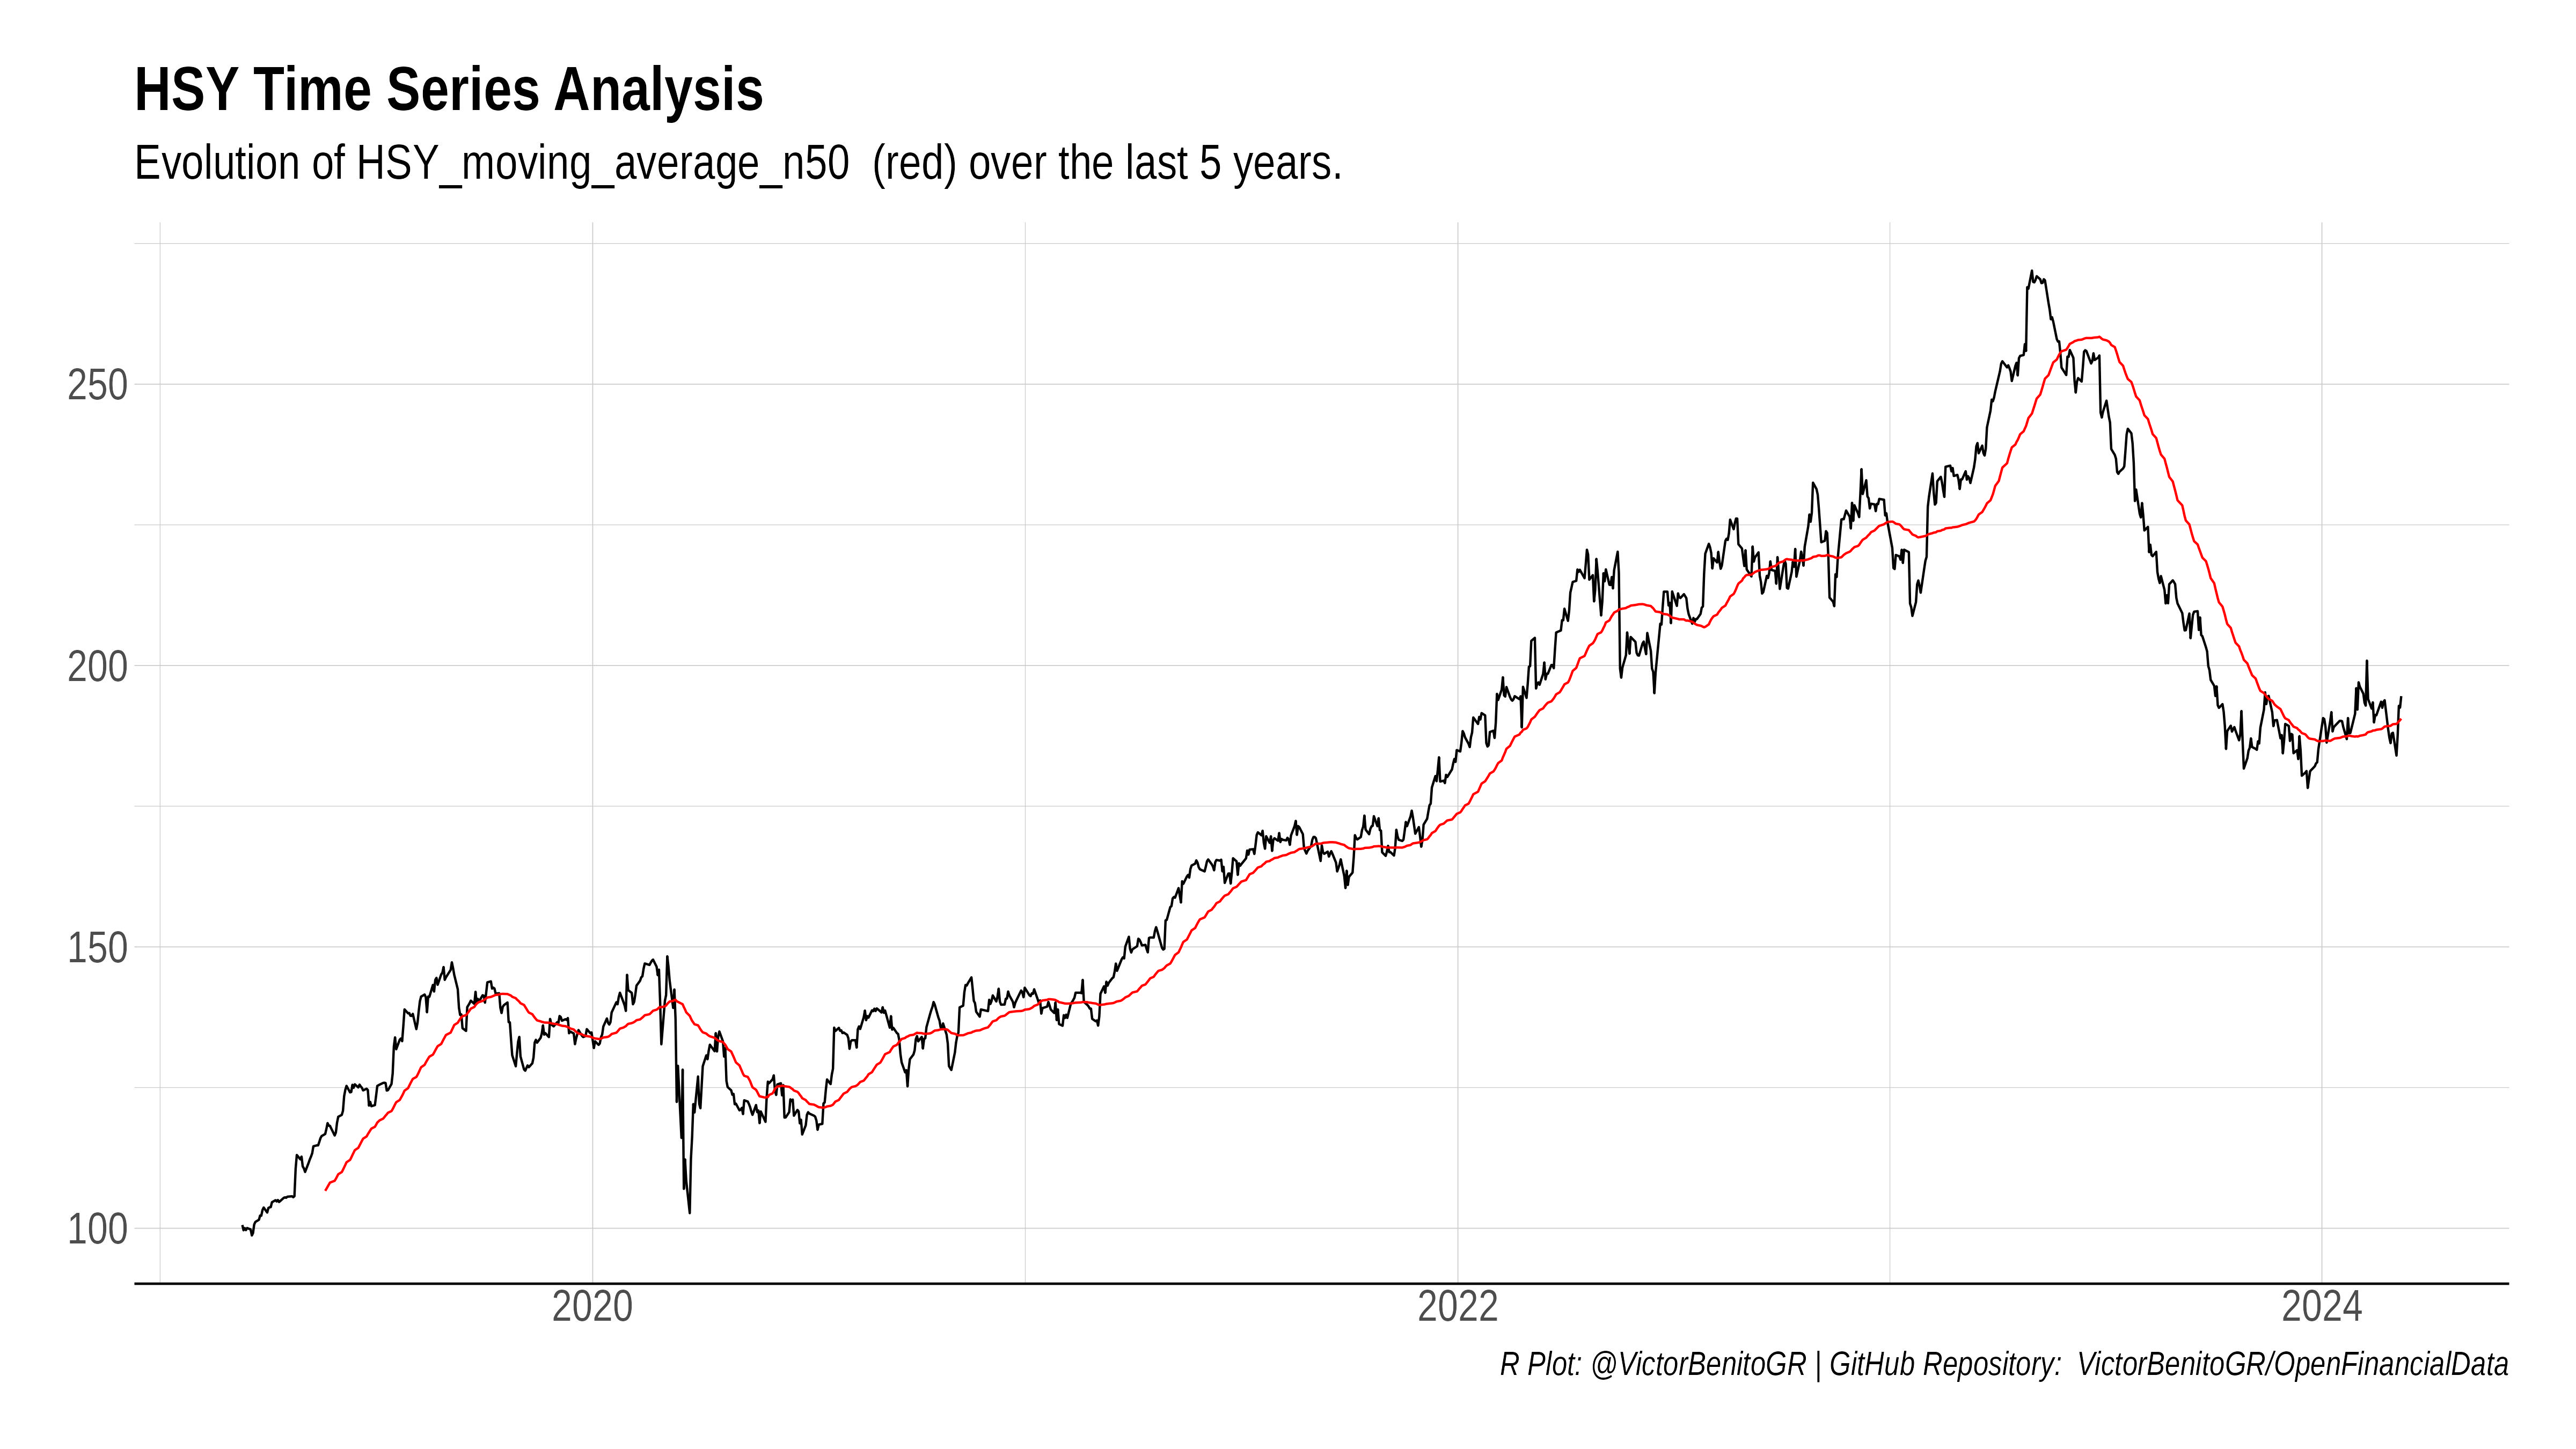 HSY Time Series Analysis
Evolution of HSY_moving_average_n50  (red) over the last 5 years.
250
200
150
100
2020 2022 2024
R Plot: @VictorBenitoGR | GitHub Repository:  VictorBenitoGR/OpenFinancialData